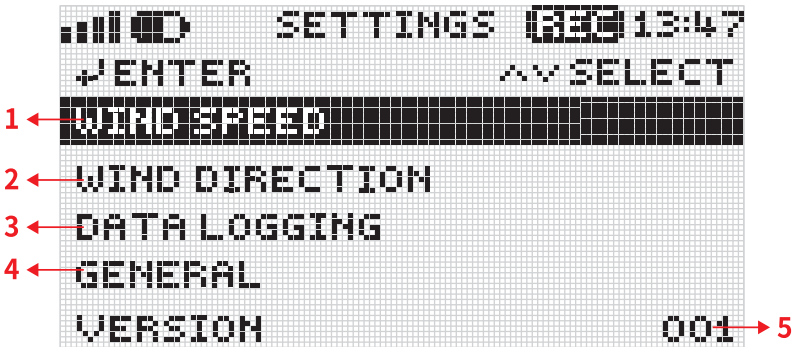 SETTINGS REC 13:47
ENTER SELECT
1 WIND SPEED
2 WIND DIRECTION
3 DATA LOGGING
4 GENERAL
VERSION 001 5